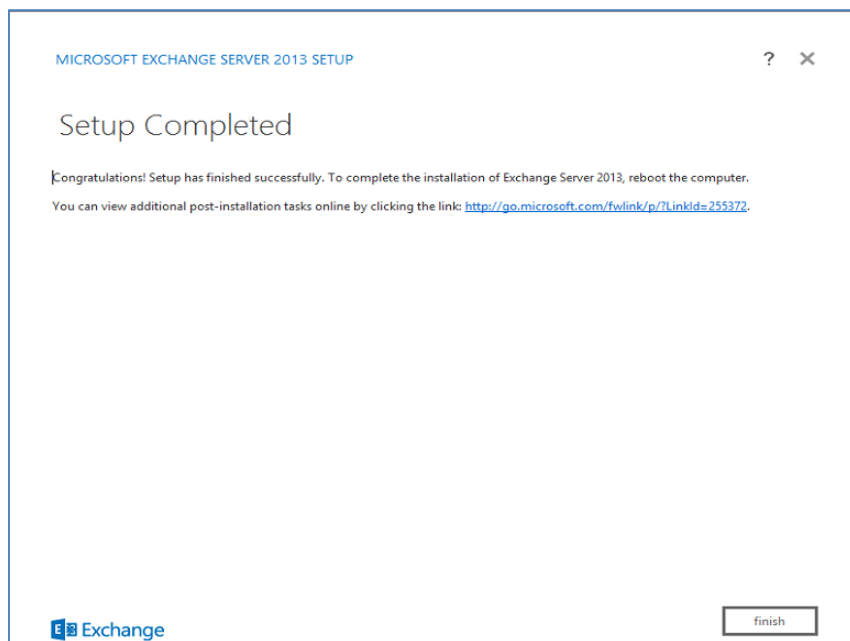 MICROSOFT EXCHANGE SERVER 2013 SETUP
? ×
Setup Completed
Congratulations! Setup has finished successfully. To complete the installation of Exchange Server 2013, reboot the computer.
You can view additional post-installation tasks online by clicking the link: http://go.microsoft.com/fwlink/p/?LinkId=255372.
E Exchange
finish